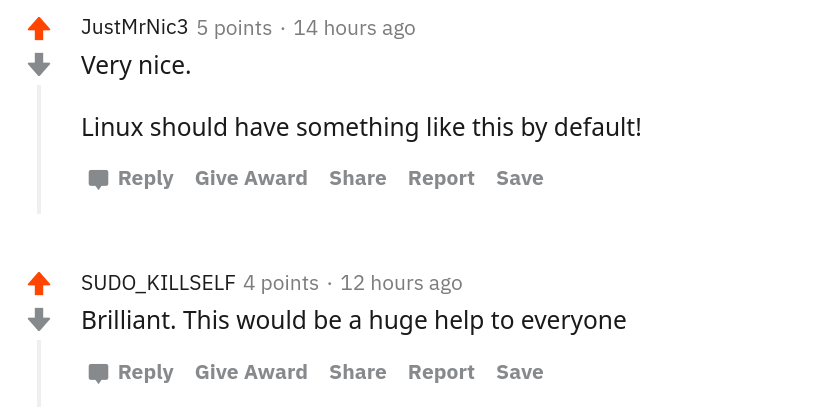 JustMrNic3 5 points · 14 hours ago
Very nice.
Linux should have something like this by default!
Reply Give Award Share Report Save
SUDO_KILLSELF 4 points · 12 hours ago
Brilliant. This would be a huge help to everyone
Reply Give Award Share Report Save